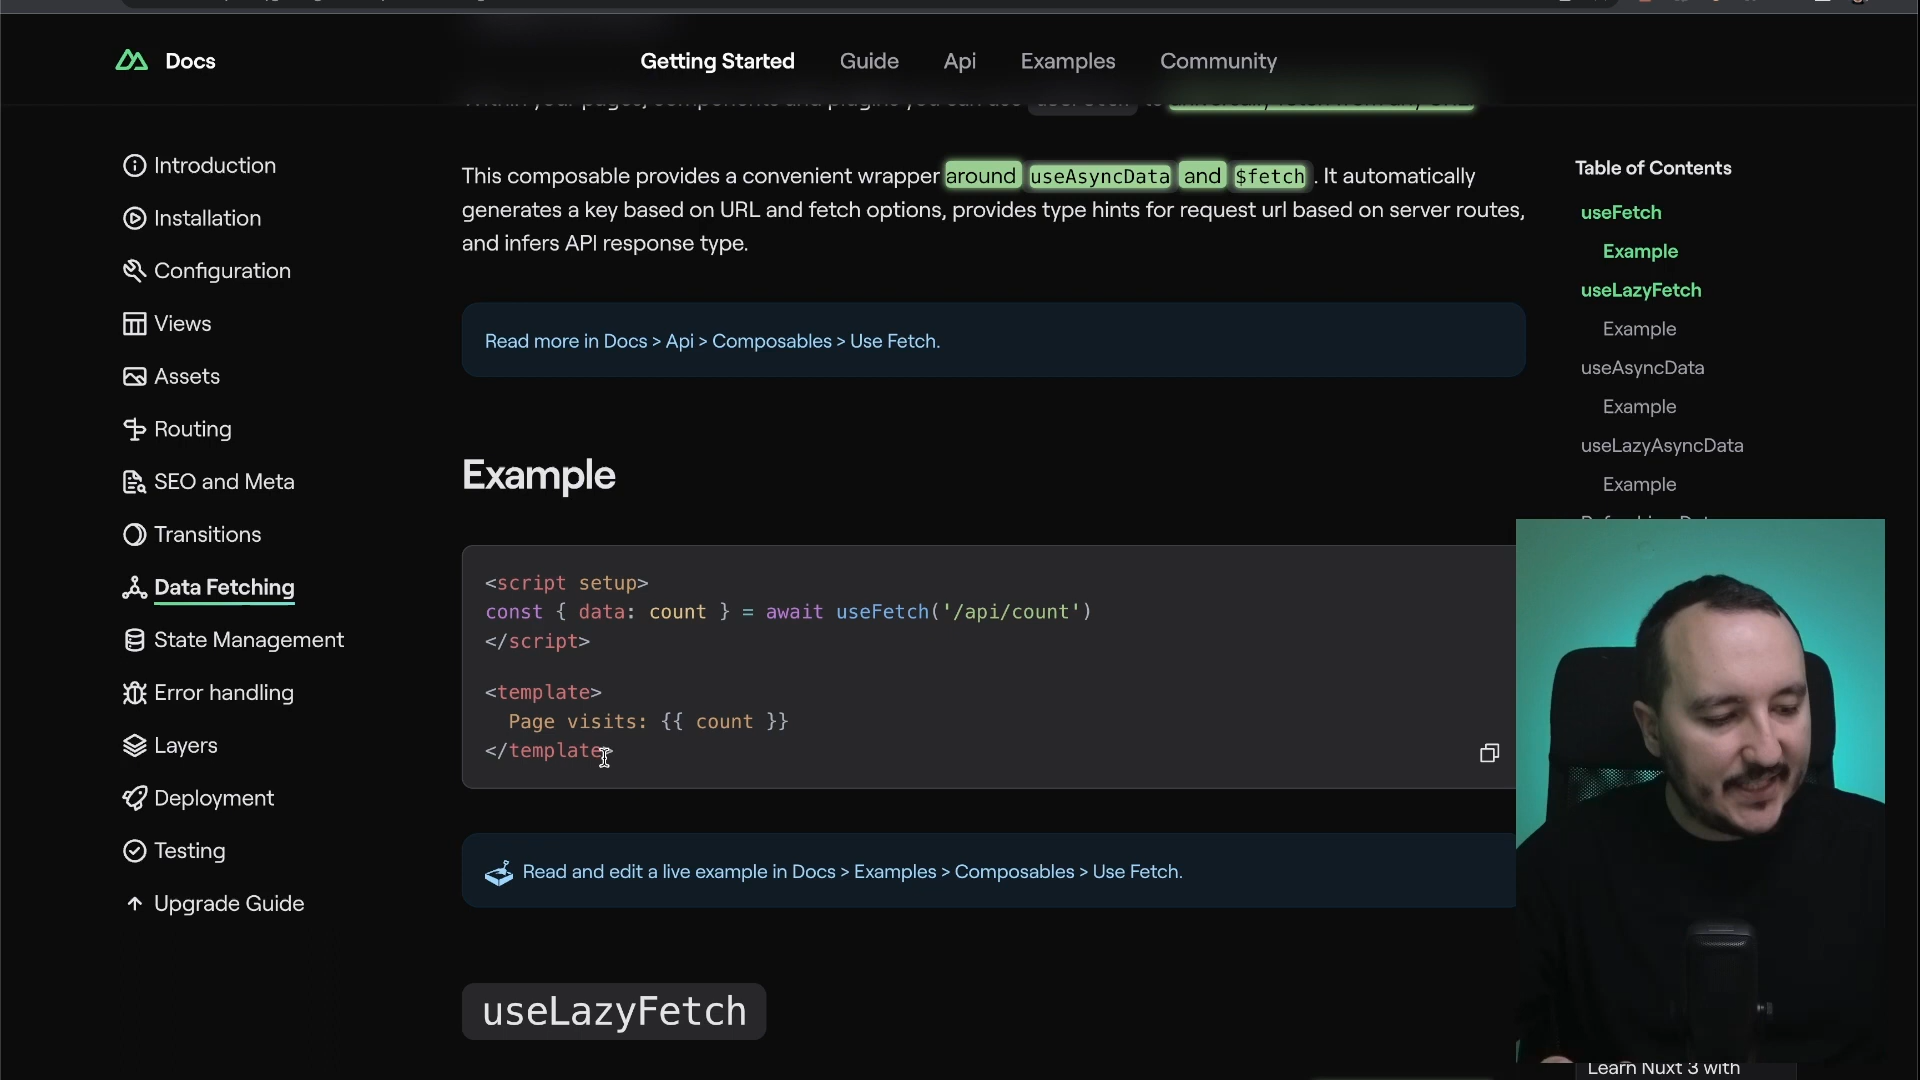 Docs
Getting Started
Guide
Api
Examples
Community
Introduction
Installation
Configuration
Views
Assets
Routing
SEO and Meta
Transitions
Data Fetching
State Management
Error handling
Layers
Deployment
Testing
Upgrade Guide
This composable provides a convenient wrapper around useAsyncData and $fetch . It automatically
generates a key based on URL and fetch options, provides type hints for request url based on server routes,
and infers API response type.
Read more in Docs > Api > Composables > Use Fetch.
Example
<script setup>
const { data: count } = await useFetch('/api/count')
</script>
<template>
Page visits: {{ count }}
</template>
Read and edit a live example in Docs > Examples > Composables > Use Fetch.
useLazyFetch
Table of Contents
useFetch
Example
useLazyFetch
Example
useAsyncData
Example
useLazyAsyncData
Example
Learn Nuxt 3 with